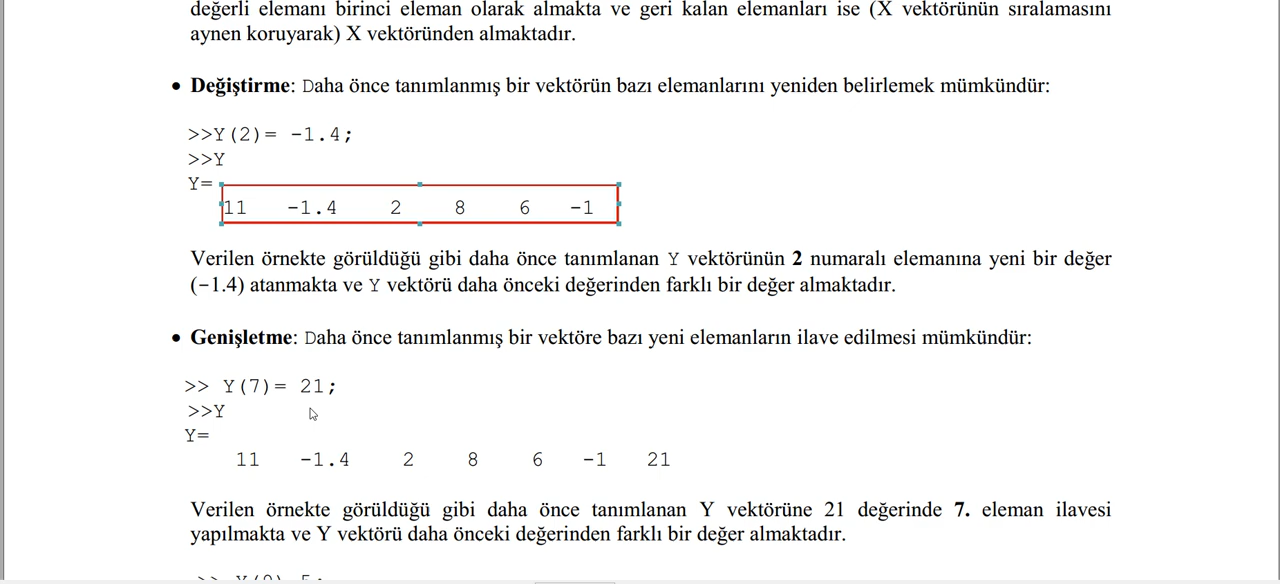 değerli elemanı birinci eleman olarak almakta ve geri kalan elemanları ise (X vektörünün sıralamasını
aynen koruyarak) X vektöründen almaktadır.
• Değiştirme: Daha önce tanımlanmış bir vektörün bazı elemanlarını yeniden belirlemek mümkündür:
>>Y(2)= -1.4;
>>Y
Y=
11 -1.4 2 8 6 -1
Verilen örnekte görüldüğü gibi daha önce tanımlanan Y vektörünün 2 numaralı elemanına yeni bir değer
(−1.4) atanmakta ve Y vektörü daha önceki değerinden farklı bir değer almaktadır.
• Genişletme: Daha önce tanımlanmış bir vektöre bazı yeni elemanların ilave edilmesi mümkündür:
>> Y(7)= 21;
>>Y
Y=
11 -1.4 2 8 6 -1 21
Verilen örnekte görüldüğü gibi daha önce tanımlanan Y vektörüne 21 değerinde 7. eleman ilavesi
yapılmakta ve Y vektörü daha önceki değerinden farklı bir değer almaktadır.